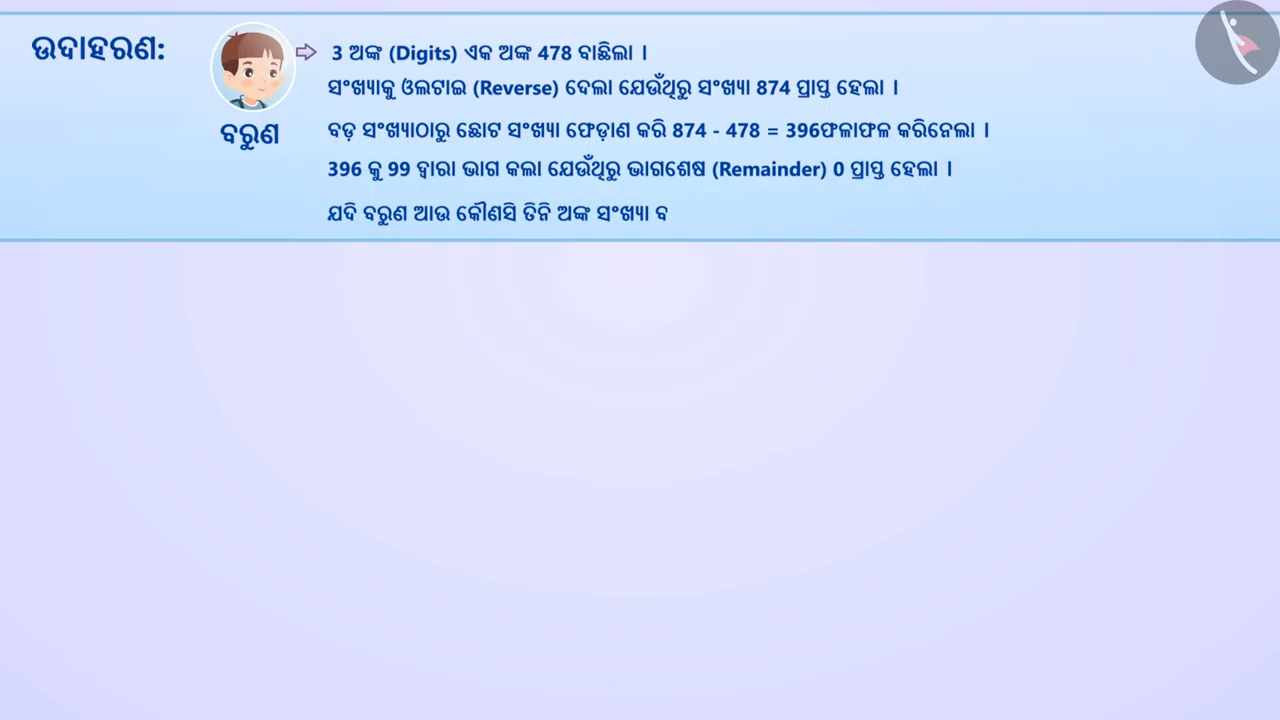 ଉଦାହରଣ:
ବରୁଣ
3 ଅଙ୍କ (Digits) ଏକ ଅଙ୍କ 478 ବାଛିଲା ।
ସଂଖ୍ୟାକୁ ଓଲଟାଇ (Reverse) ଦେଲା ଯେଉଁଥିରୁ ସଂଖ୍ୟା 874 ପ୍ରାପ୍ତ ହେଲା ।
ବଡ଼ ସଂଖ୍ୟାଠାରୁ ଛୋଟ ସଂଖ୍ୟା ଫେଡ଼ାଣ କରି 874 - 478 = 396ଫଳାଫଳ କରିନେଲା ।
396 କୁ 99 ଦ୍ୱାରା ଭାଗ କଲା ଯେଉଁଥିରୁ ଭାଗଶେଷ (Remainder) 0 ପ୍ରାପ୍ତ ହେଲା ।
ଯଦି ବରୁଣ ଆଉ କୌଣସି ତିନି ଅଙ୍କ ସଂଖ୍ୟା ବ